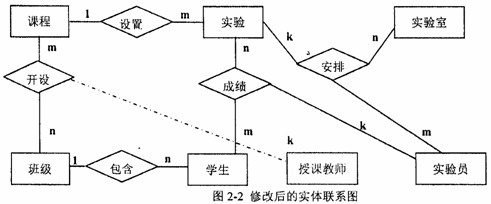 课程 1 设置 m 实验 实验室
m n k n
开设 成绩 安排
n m k k m
班级 1 包含 n 学生 授课教师 实验员
图 2-2 修改后的实体联系图